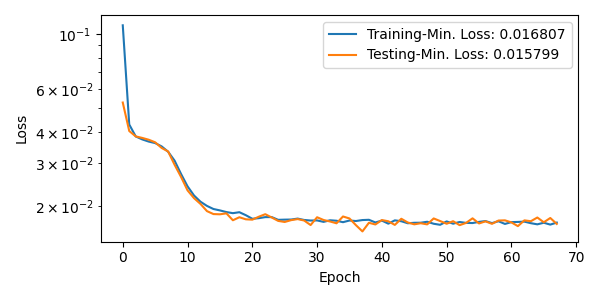 Training-Min. Loss: 0.016807
Testing-Min. Loss: 0.015799
10⁻¹
6 × 10⁻²
4 × 10⁻²
3 × 10⁻²
2 × 10⁻²
Loss
0 10 20 30 40 50 60 70
Epoch